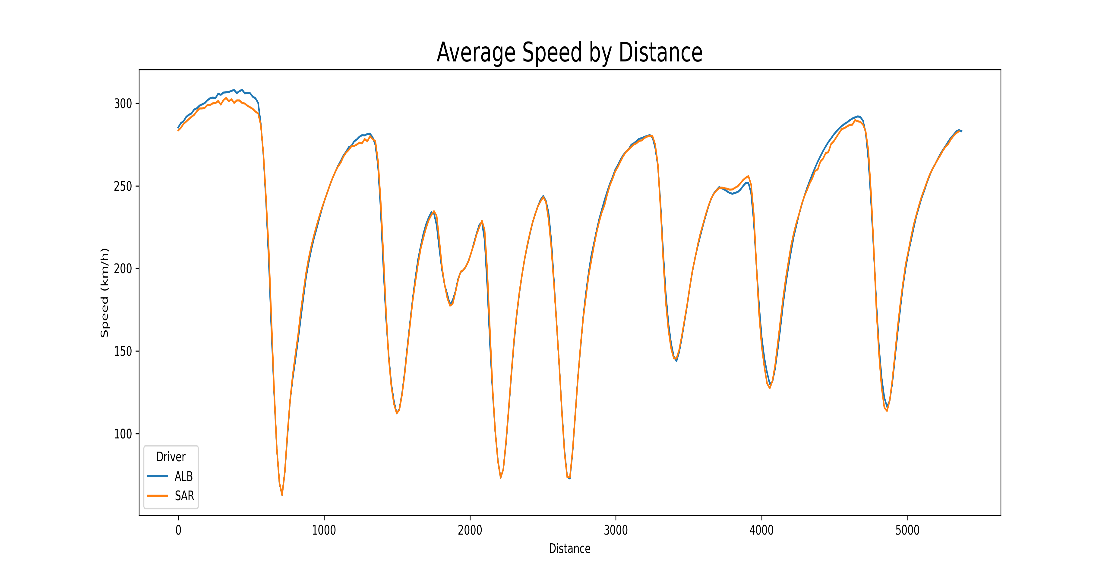 Average Speed by Distance
300
250
200
150
100
Speed (km/h)
Driver
ALB
SAR
0 1000 2000 3000 4000 5000
Distance